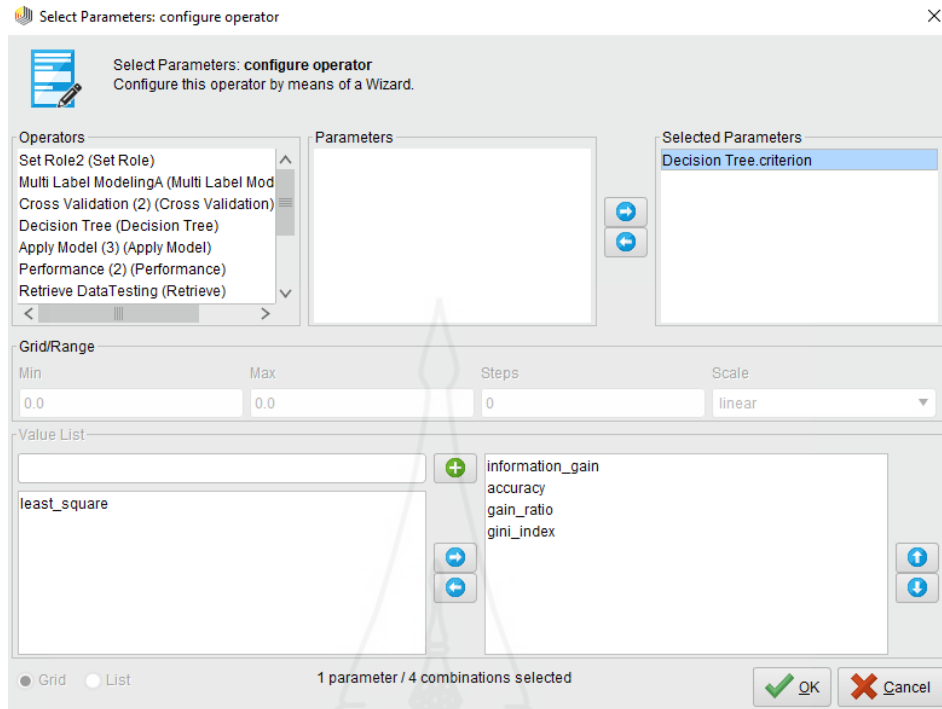 Select Parameters: configure operator
Select Parameters: configure operator
Configure this operator by means of a Wizard.
Operators
Set Role2 (Set Role)
Multi Label ModelingA (Multi Label Mod
Cross Validation (2) (Cross Validation)
Decision Tree (Decision Tree)
Apply Model (3) (Apply Model)
Performance (2) (Performance)
Retrieve DataTesting (Retrieve)
Parameters
Selected Parameters
Decision Tree.criterion
Grid/Range
Min Max Steps Scale
0.0 0.0 0 linear
Value List
least_square
information_gain
accuracy
gain_ratio
gini_index
Grid List
1 parameter / 4 combinations selected
OK Cancel